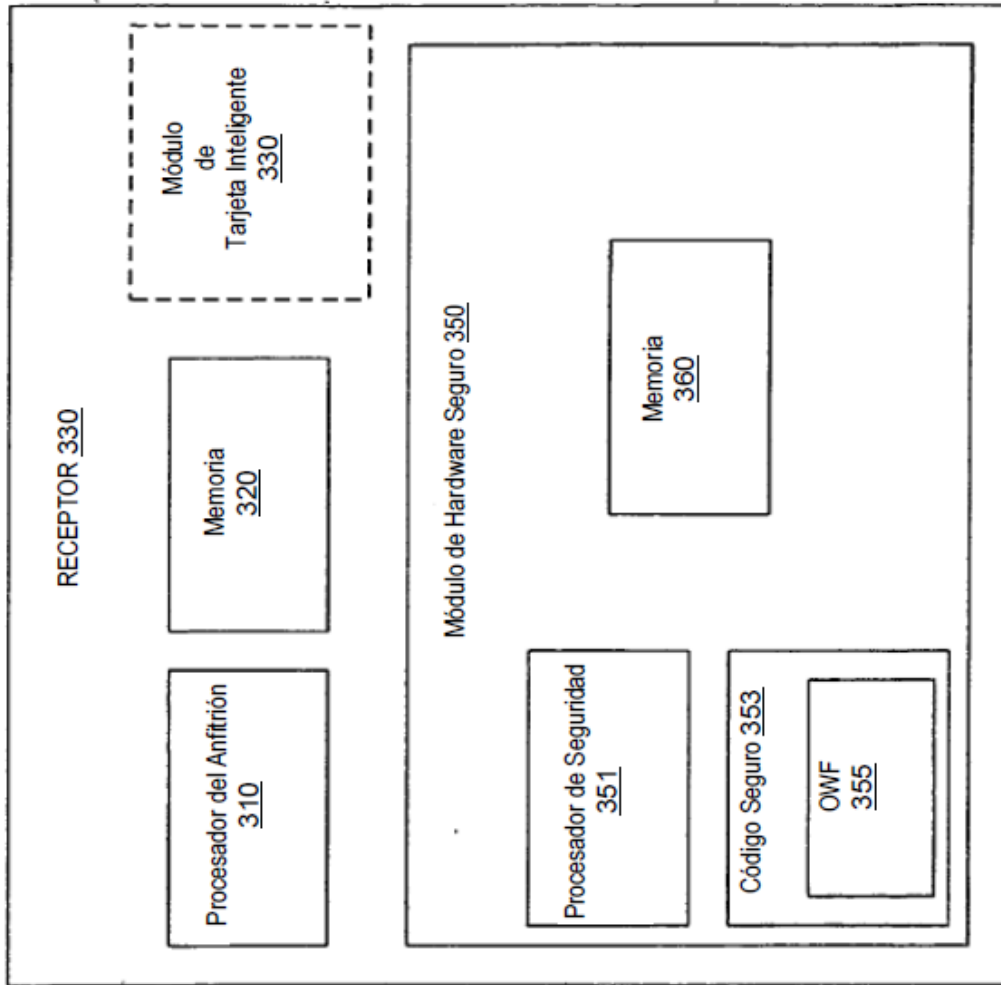 RECEPTOR 330
Procesador del Anfitrión
310
Memoria
320
Módulo
de
Tarjeta Inteligente
330
Módulo de Hardware Seguro 350
Procesador de Seguridad
351
Memoria
360
Código Seguro 353
OWF
355